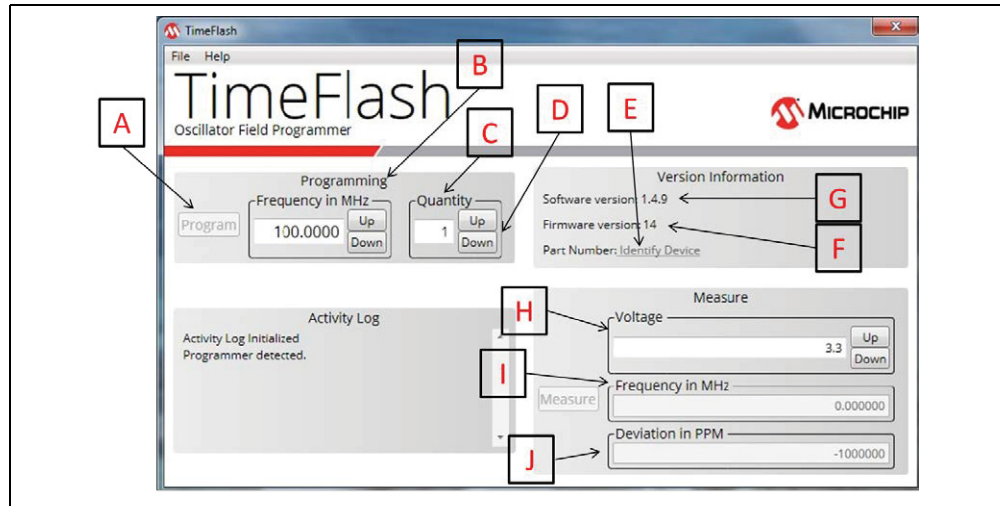 TimeFlash
File Help
TimeFlash
Oscillator Field Programmer
MICROCHIP
A
B
C
D
E
G
F
H
I
J
Programming
Program
Frequency in MHz
100.0000
Up
Down
Quantity
1
Up
Down
Version Information
Software version: 1.4.9
Firmware version: 14
Part Number: Identify Device
Activity Log
Activity Log Initialized
Programmer detected.
Measure
Measure
Voltage
3.3
Up
Down
Frequency in MHz
0.000000
Deviation in PPM
-1000000